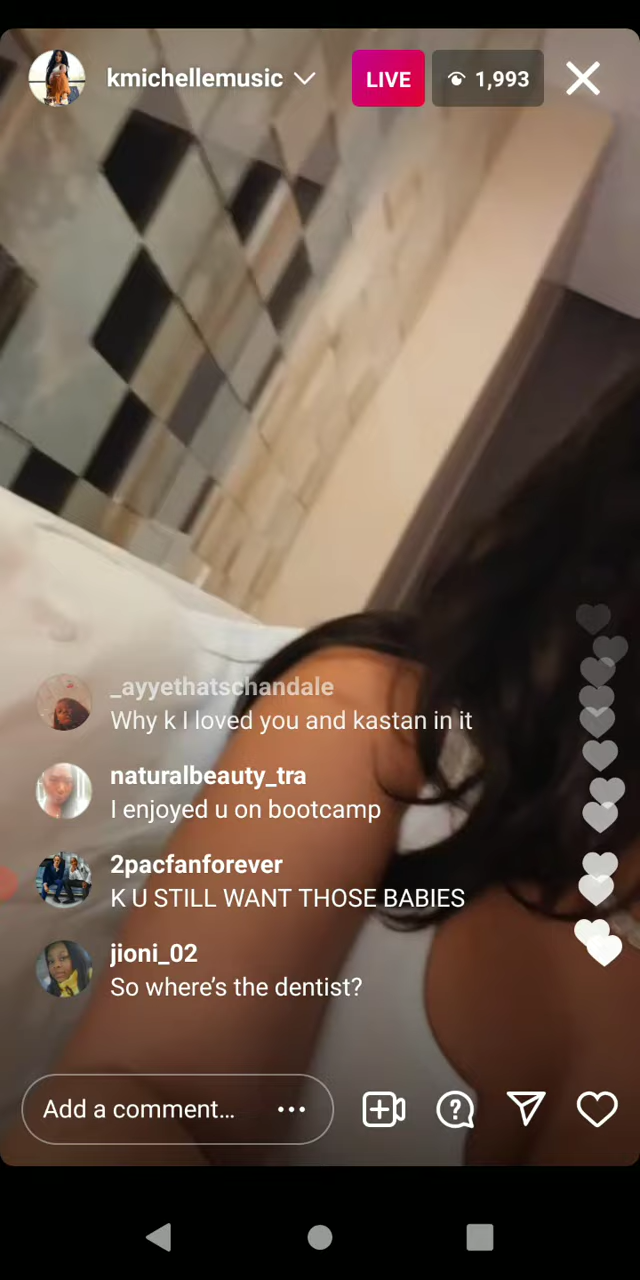 kmichellemusic
LIVE
1,993
_ayyethatschandale
Why k I loved you and kastan in it
naturalbeauty_tra
I enjoyed u on bootcamp
2pacfanforever
K U STILL WANT THOSE BABIES
jioni_02
So where’s the dentist?
Add a comment…